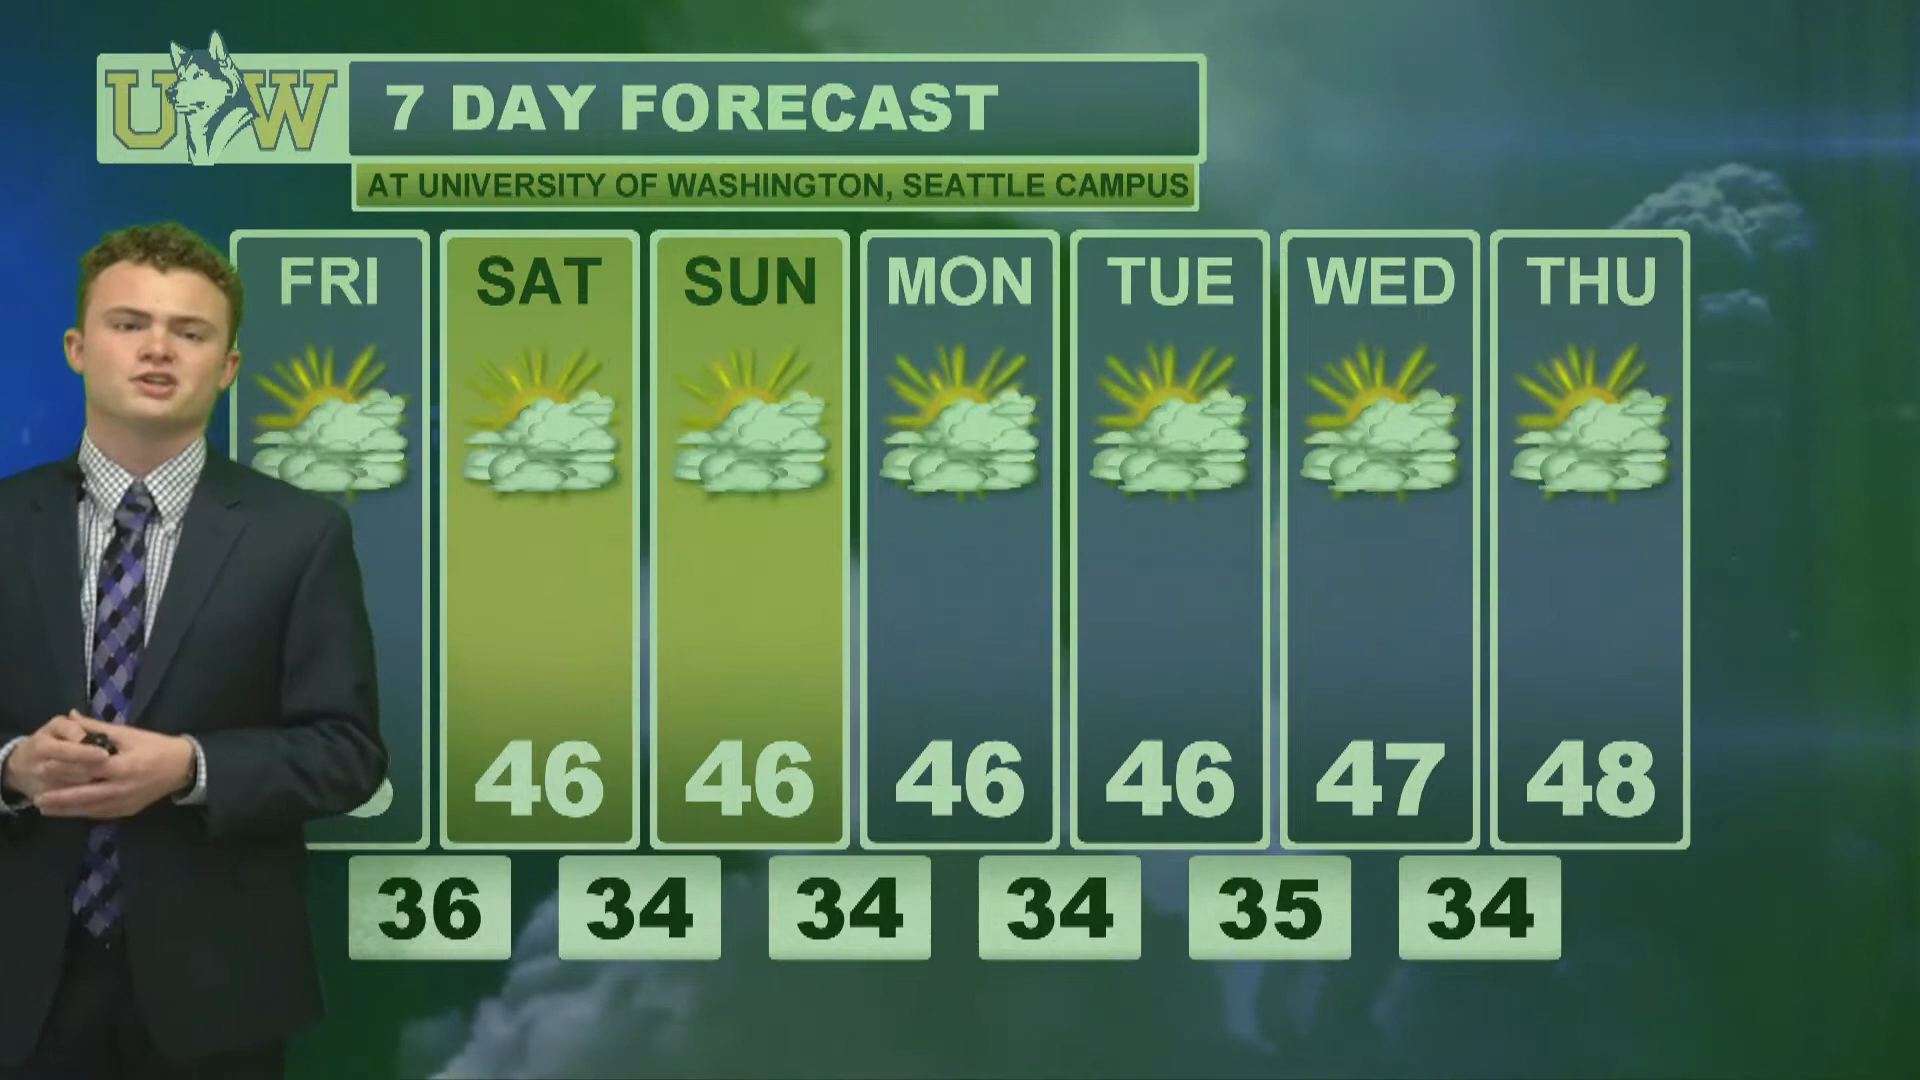 UW
7 DAY FORECAST
AT UNIVERSITY OF WASHINGTON, SEATTLE CAMPUS
FRI SAT SUN MON TUE WED THU
46 46 46 46 47 48
36 34 34 34 35 34